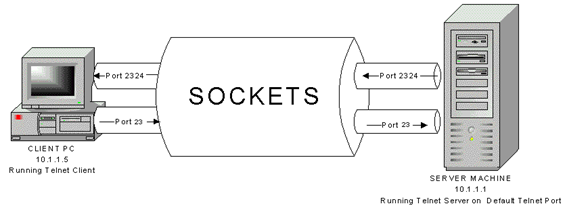 Port 2324
Port 2324
SOCKETS
Port 23
Port 23
CLIENT PC
10.1.1.5
Running Telnet Client
SERVER MACHINE
10.1.1.1
Running Telnet Server on Default Telnet Port